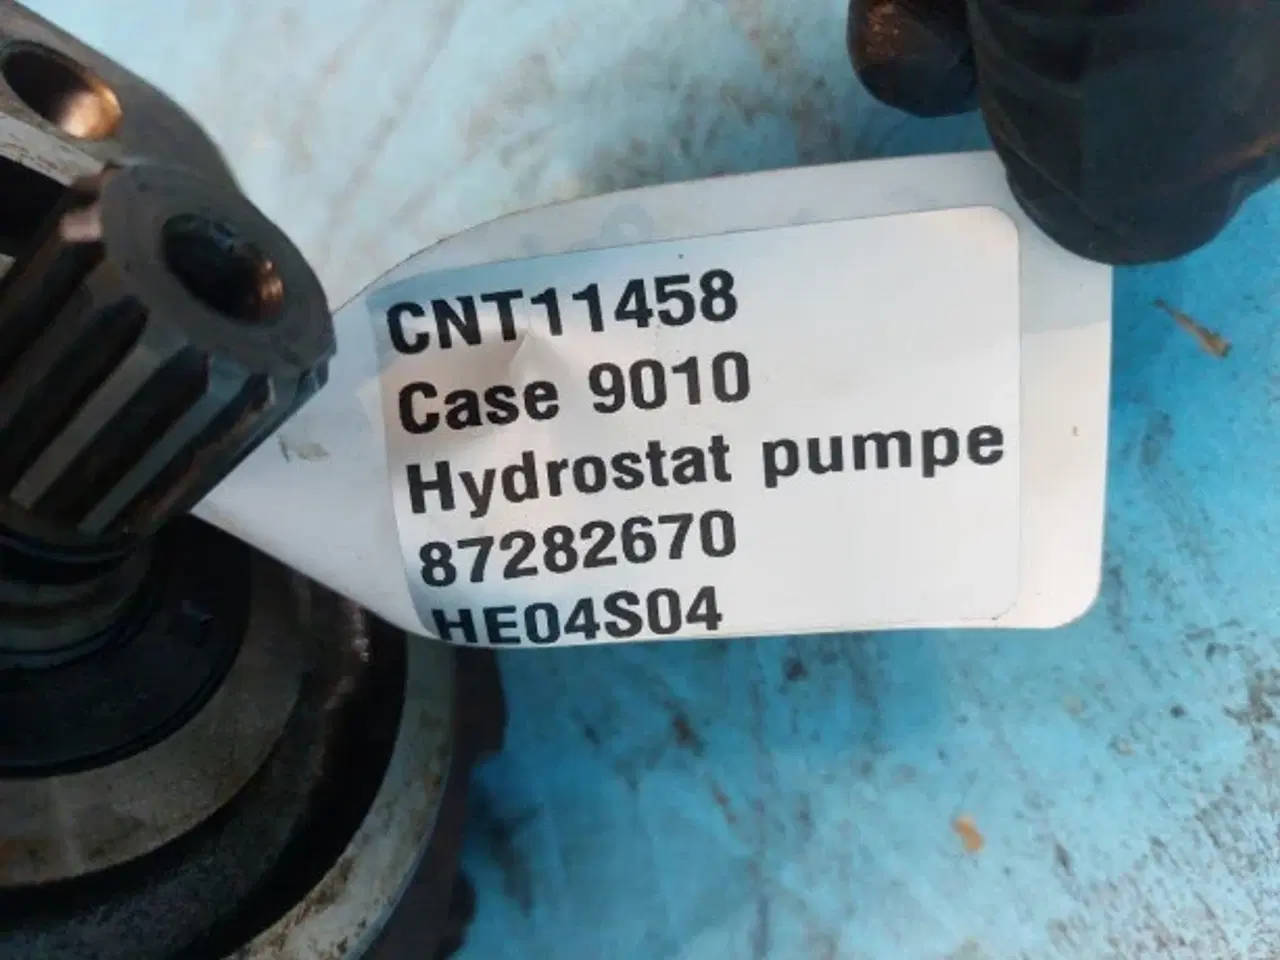 CNT11458
Case 9010
Hydrostat pumpe
87282670
HE04S04